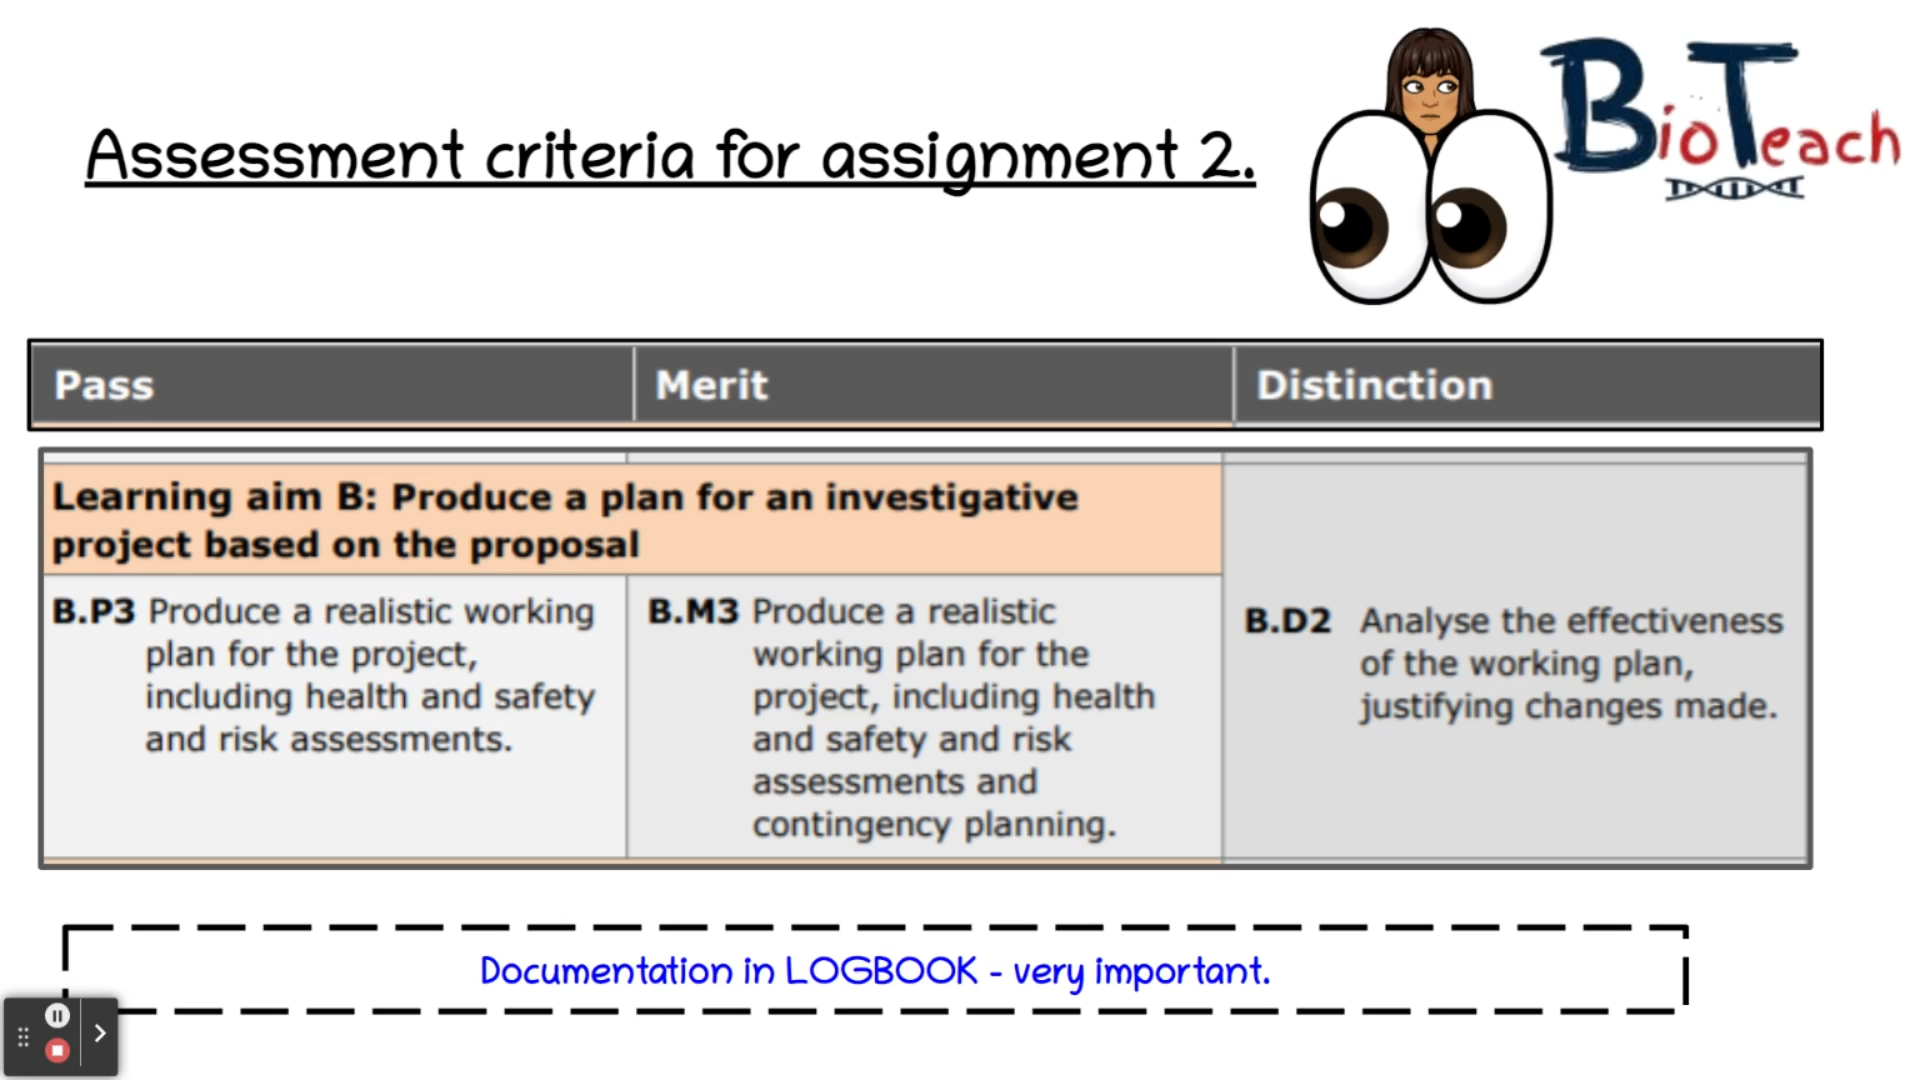 Assessment criteria for assignment 2.
BioTeach
Pass
Merit
Distinction
Learning aim B: Produce a plan for an investigative
project based on the proposal
B.P3 Produce a realistic working
plan for the project,
including health and safety
and risk assessments.
B.M3 Produce a realistic
working plan for the
project, including health
and safety and risk
assessments and
contingency planning.
B.D2 Analyse the effectiveness
of the working plan,
justifying changes made.
Documentation in LOGBOOK - very important.